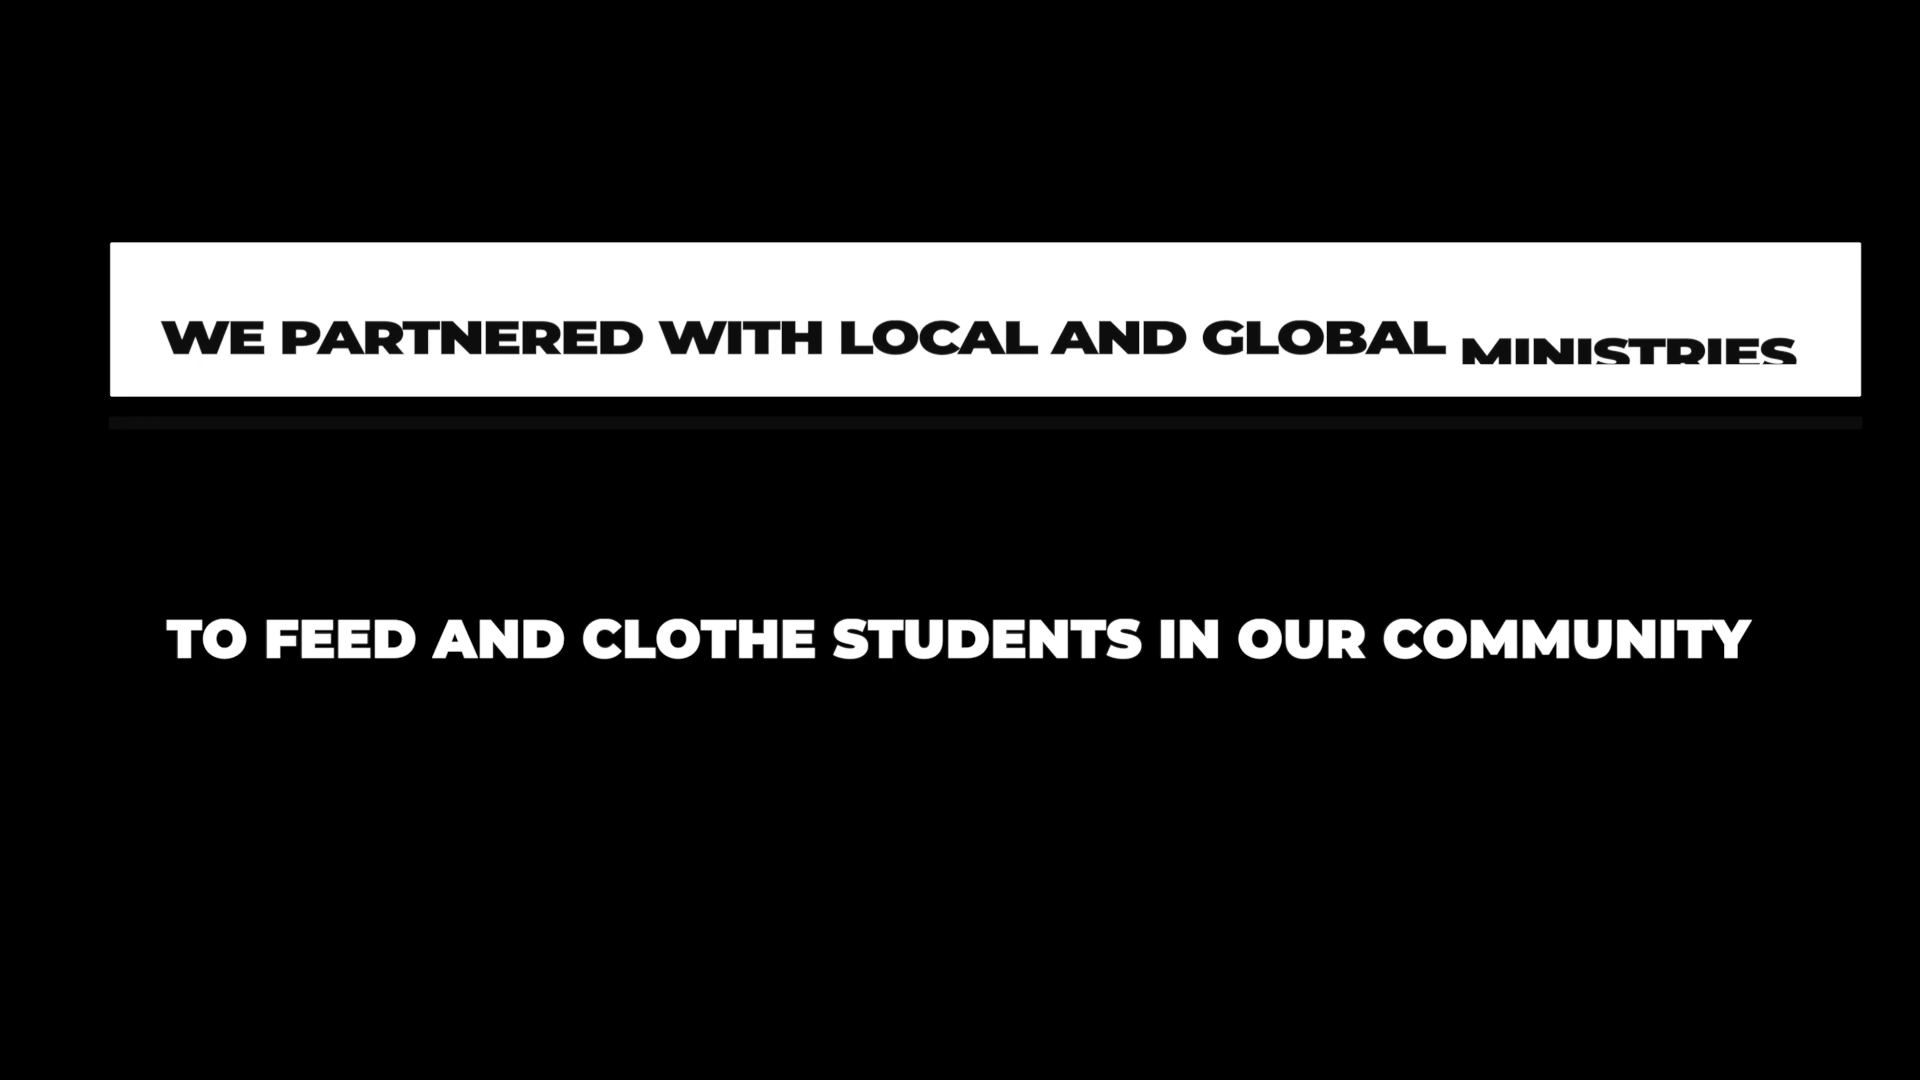 WE PARTNERED WITH LOCAL AND GLOBAL MINISTRIES
TO FEED AND CLOTHE STUDENTS IN OUR COMMUNITY